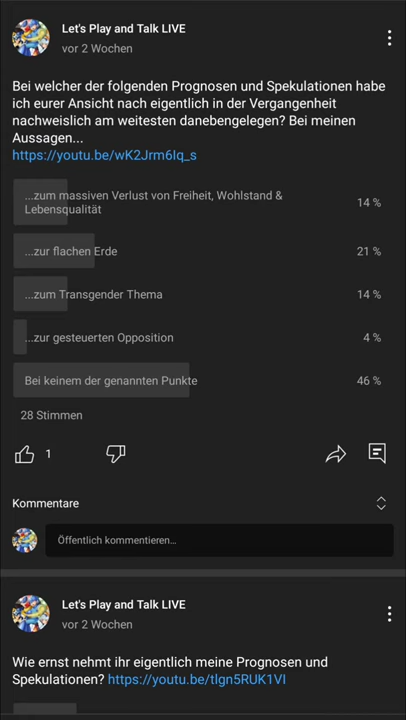 Let's Play and Talk LIVE
vor 2 Wochen
Bei welcher der folgenden Prognosen und Spekulationen habe
ich eurer Ansicht nach eigentlich in der Vergangenheit
nachweislich am weitesten danebengelegen? Bei meinen
Aussagen...
https://youtu.be/wK2Jrm6Iq_s
...zum massiven Verlust von Freiheit, Wohlstand &
Lebensqualität
14 %
...zur flachen Erde
21 %
...zum Transgender Thema
14 %
...zur gesteuerten Opposition
4 %
Bei keinem der genannten Punkte
46 %
28 Stimmen
1
Kommentare
Öffentlich kommentieren...
Let's Play and Talk LIVE
vor 2 Wochen
Wie ernst nehmt ihr eigentlich meine Prognosen und
Spekulationen? https://youtu.be/tIgn5RUK1VI